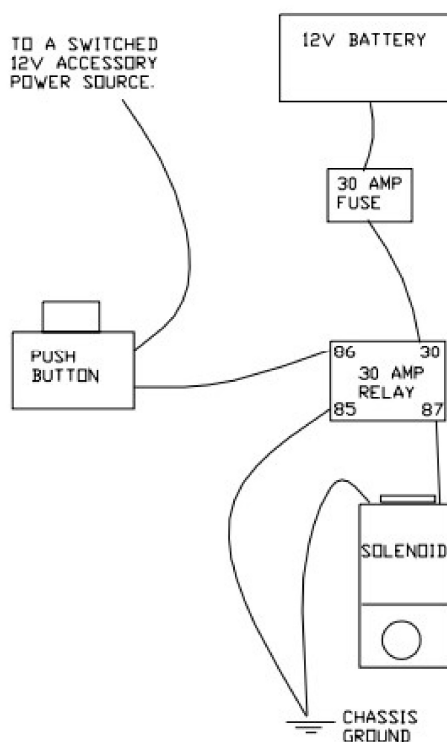 TO A SWITCHED
12V ACCESSORY
POWER SOURCE.
12V BATTERY
30 AMP
FUSE
PUSH
BUTTON
86 30
30 AMP
RELAY
85 87
SOLENOID
CHASSIS
GROUND